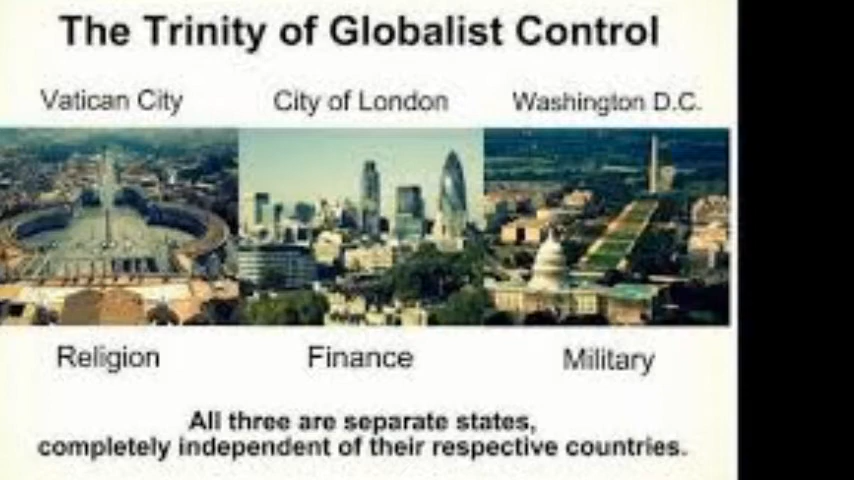 The Trinity of Globalist Control
Vatican City City of London Washington D.C.
Religion Finance Military
All three are separate states,
completely independent of their respective countries.